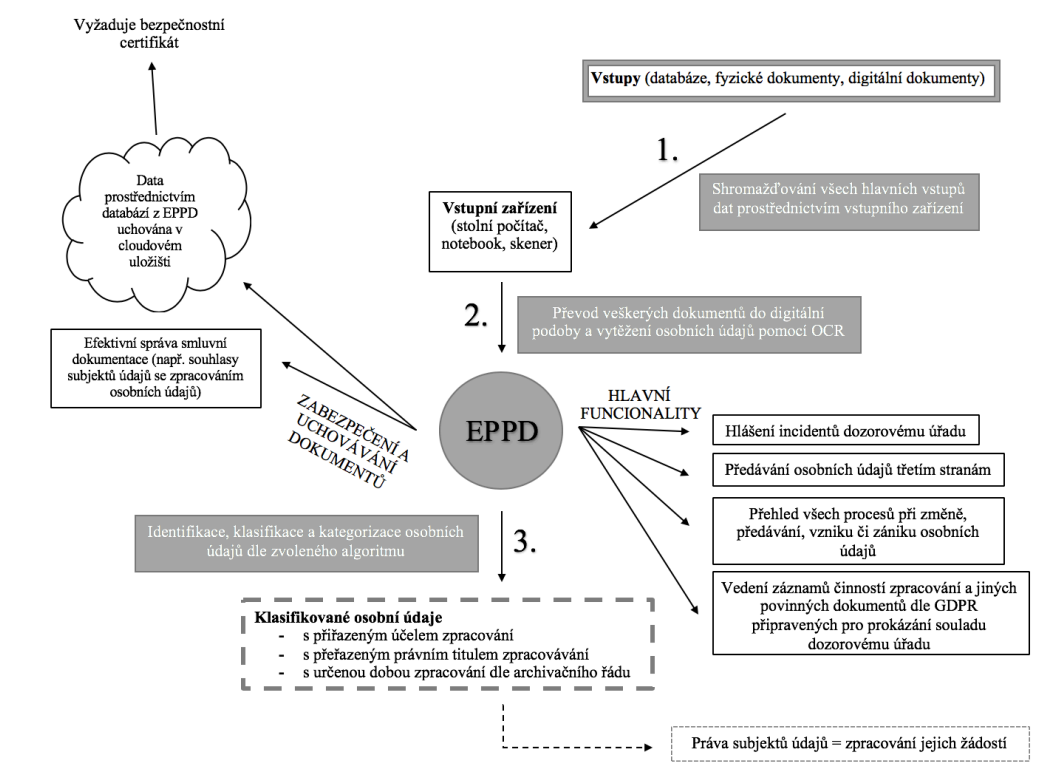 Vyžaduje bezpečnostní
certifikát
Vstupy (databáze, fyzické dokumenty, digitální dokumenty)
1.
Shromažďování všech hlavních vstupů
dat prostřednictvím vstupního zařízení
Data
prostřednictvím
databází z EPPD
uchována v
cloudovém
uložišti
Vstupní zařízení
(stolní počítač,
notebook, skener)
2.
Převod veškerých dokumentů do digitální
podoby a vytěžení osobních údajů pomoci OCR
Efektivní správa smluvní
dokumentace (např. souhlasy
subjektů údajů se zpracováním
osobních údajů)
ZABEZPEČENÍ A
UCHOVÁVÁNÍ
DOKUMENTŮ
EPPD
HLAVNÍ
FUNCIONALITY
Hlášení incidentů dozorovému úřadu
Předávání osobních údajů třetím stranám
Přehled všech procesů při změně,
předávání, vzniku či zániku osobních
údajů
Vedení záznamů činností zpracování a jiných
povinných dokumentů dle GDPR
připravených pro prokázání souladu
dozorovému úřadu
Identifikace, klasifikace a kategorizace osobních
údajů dle zvoleného algoritmu
3.
Klasifikované osobní údaje
- s přiřazeným účelem zpracování
- s přeřazeným právním titulem zpracovávání
- s určenou dobou zpracování dle archivačního řádu
Práva subjektů údajů = zpracování jejich žádostí